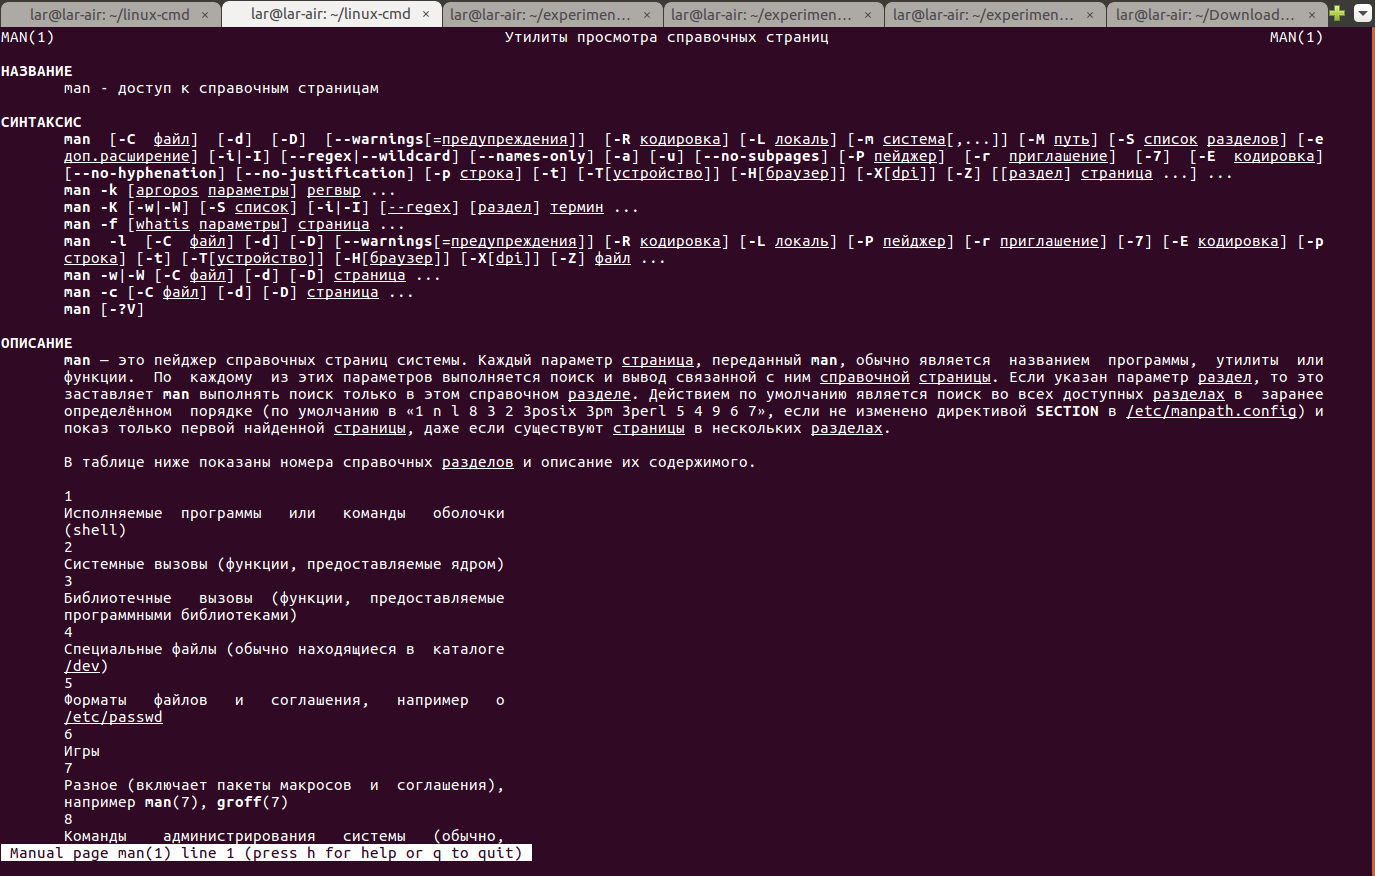 lar@lar-air: ~/linux-cmd × lar@lar-air: ~/linux-cmd × lar@lar-air: ~/experimen... × lar@lar-air: ~/experimen... × lar@lar-air: ~/experimen... × lar@lar-air: ~/Download... ×
MAN(1) Утилиты просмотра справочных страниц MAN(1)
НАЗВАНИЕ
man - доступ к справочным страницам
СИНТАКСИС
man [-C файл] [-d] [-D] [--warnings[=предупреждения]] [-R кодировка] [-L локаль] [-m система[,...]] [-M путь] [-S список разделов] [-e
доп.расширение] [-i|-I] [--regex|--wildcard] [--names-only] [-a] [-u] [--no-subpages] [-P пейджер] [-r приглашение] [-7] [-E кодировка]
[--no-hyphenation] [--no-justification] [-p строка] [-t] [-T[устройство]] [-H[браузер]] [-X[dpi]] [-Z] [[раздел] страница ...] ...
man -k [apropos параметры] регвыр ...
man -K [-w|-W] [-S список] [-i|-I] [--regex] [раздел] термин ...
man -f [whatis параметры] страница ...
man -l [-C файл] [-d] [-D] [--warnings[=предупреждения]] [-R кодировка] [-L локаль] [-P пейджер] [-r приглашение] [-7] [-E кодировка] [-p
строка] [-t] [-T[устройство]] [-H[браузер]] [-X[dpi]] [-Z] файл ...
man -w|-W [-C файл] [-d] [-D] страница ...
man -c [-C файл] [-d] [-D] страница ...
man [-?V]
ОПИСАНИЕ
man — это пейджер справочных страниц системы. Каждый параметр страница, переданный man, обычно является названием программы, утилиты или
функции. По каждому из этих параметров выполняется поиск и вывод связанной с ним справочной страницы. Если указан параметр раздел, то это
заставляет man выполнять поиск только в этом справочном разделе. Действием по умолчанию является поиск во всех доступных разделах в заранее
определённом порядке (по умолчанию в «1 n l 8 3 2 3posix 3pm 3perl 5 4 9 6 7», если не изменено директивой SECTION в /etc/manpath.config) и
показ только первой найденной страницы, даже если существуют страницы в нескольких разделах.
В таблице ниже показаны номера справочных разделов и описание их содержимого.
1
Исполняемые программы или команды оболочки
(shell)
2
Системные вызовы (функции, предоставляемые ядром)
3
Библиотечные вызовы (функции, предоставляемые
программными библиотеками)
4
Специальные файлы (обычно находящиеся в каталоге
/dev)
5
Форматы файлов и соглашения, например о
/etc/passwd
6
Игры
7
Разное (включает пакеты макросов и соглашения),
например man(7), groff(7)
8
Команды администрирования системы (обычно,
Manual page man(1) line 1 (press h for help or q to quit)